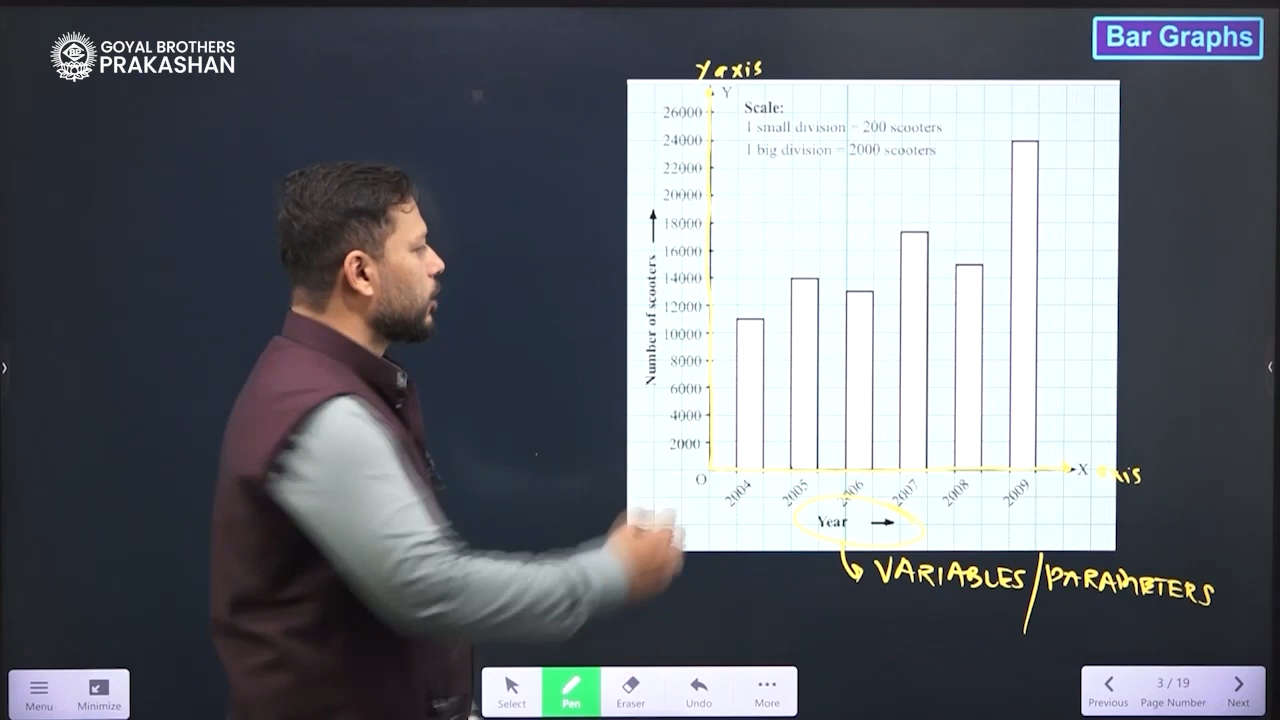 GOYAL BROTHERS
PRAKASHAN
Bar Graphs
Y axis
Y
Scale:
1 small division = 200 scooters
1 big division = 2000 scooters
26000
24000
22000
20000
18000
16000
14000
12000
10000
8000
6000
4000
2000
Number of scooters
O
X
2004
2005
2006
2007
2008
2009
Year
VARIABLES/PARAMETERS
Menu
Minimize
Select
Pen
Eraser
Undo
More
Previous
3 / 19
Page Number
Next